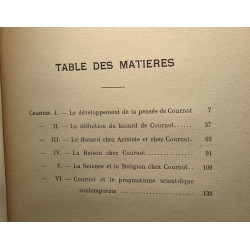 TABLE DES MATIÈRES
CHAPITRE I. — Le développement de la pensée de Cournot 7
— II. — La définition du hasard de Cournot..... 37
— III. — Le Hasard chez Aristote et chez Cournot.. 69
— IV. — La Raison chez Cournot............ 91
— V. — La Science et la Religion chez Cournot.... 109
— VI. — Cournot et le pragmatisme scientifique
contemporain ................ 139